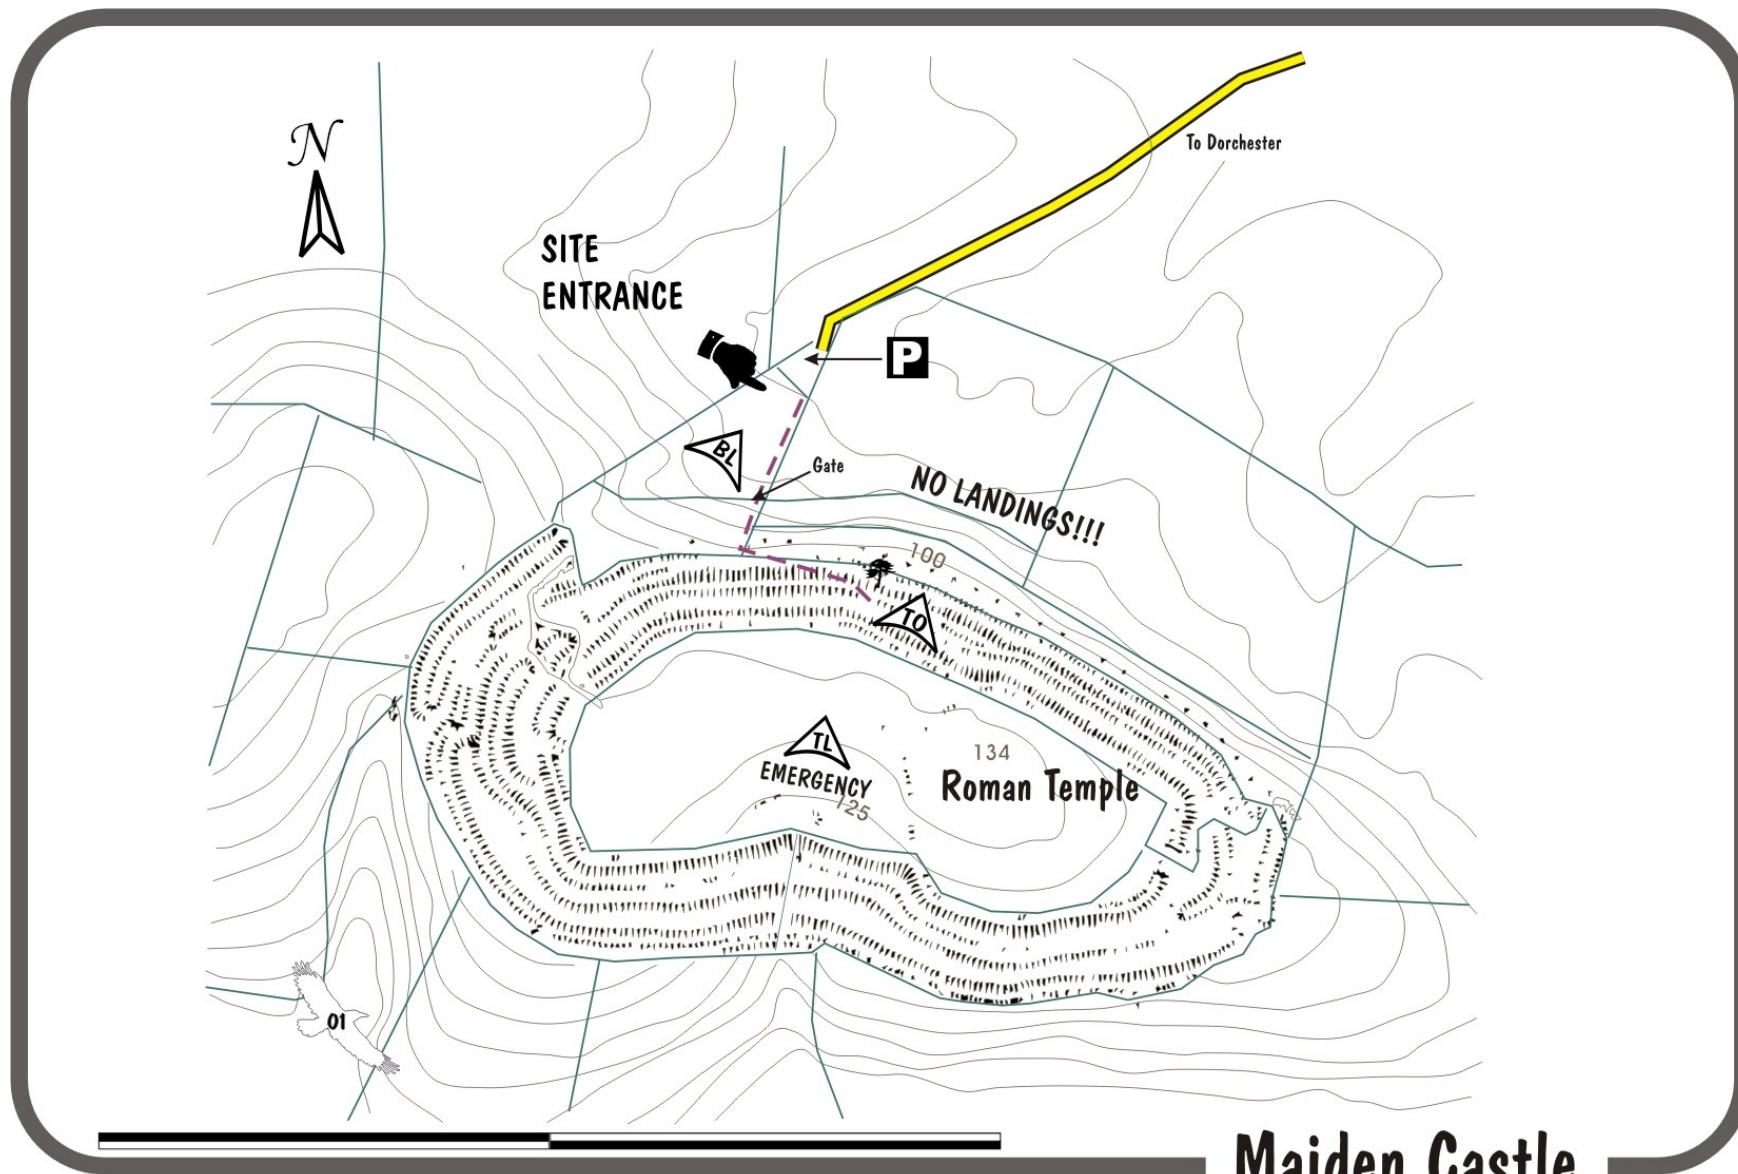 N
To Dorchester
SITE
ENTRANCE
P
BL
Gate
NO LANDINGS!!!
100
TO
TL
EMERGENCY
134
Roman Temple
125
01
Maiden Castle